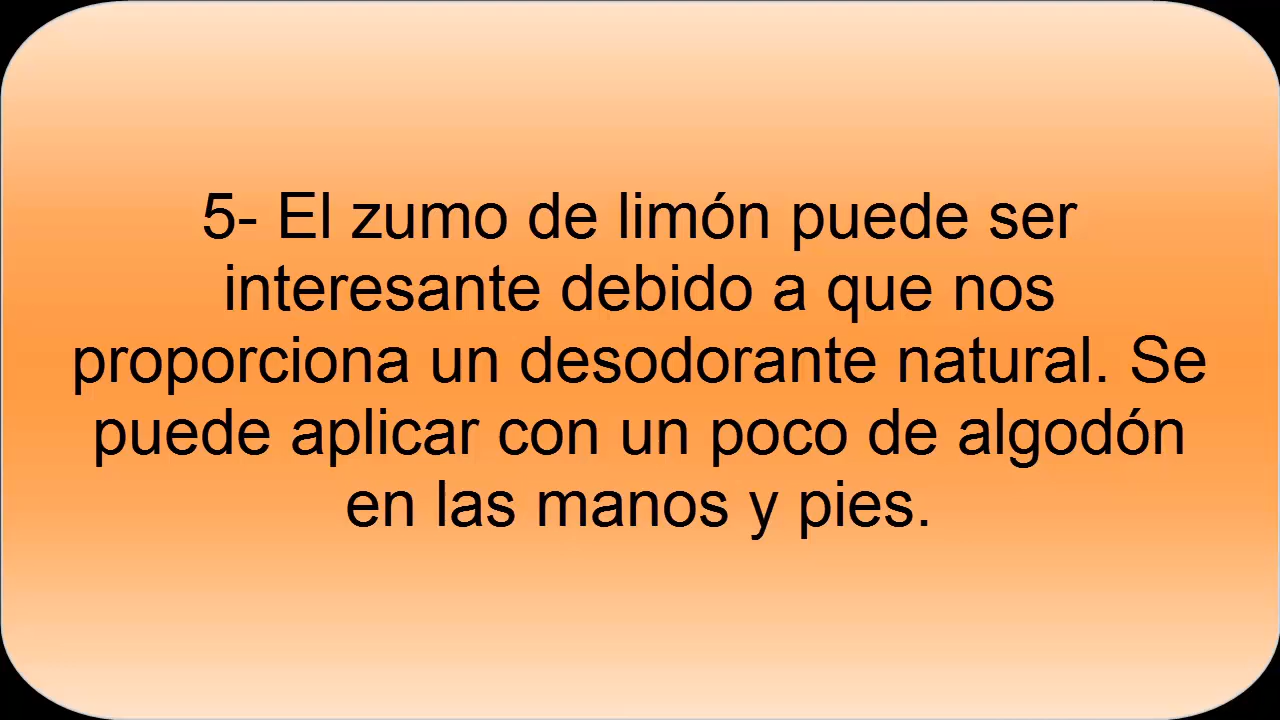 5- El zumo de limón puede ser
interesante debido a que nos
proporciona un desodorante natural. Se
puede aplicar con un poco de algodón
en las manos y pies.